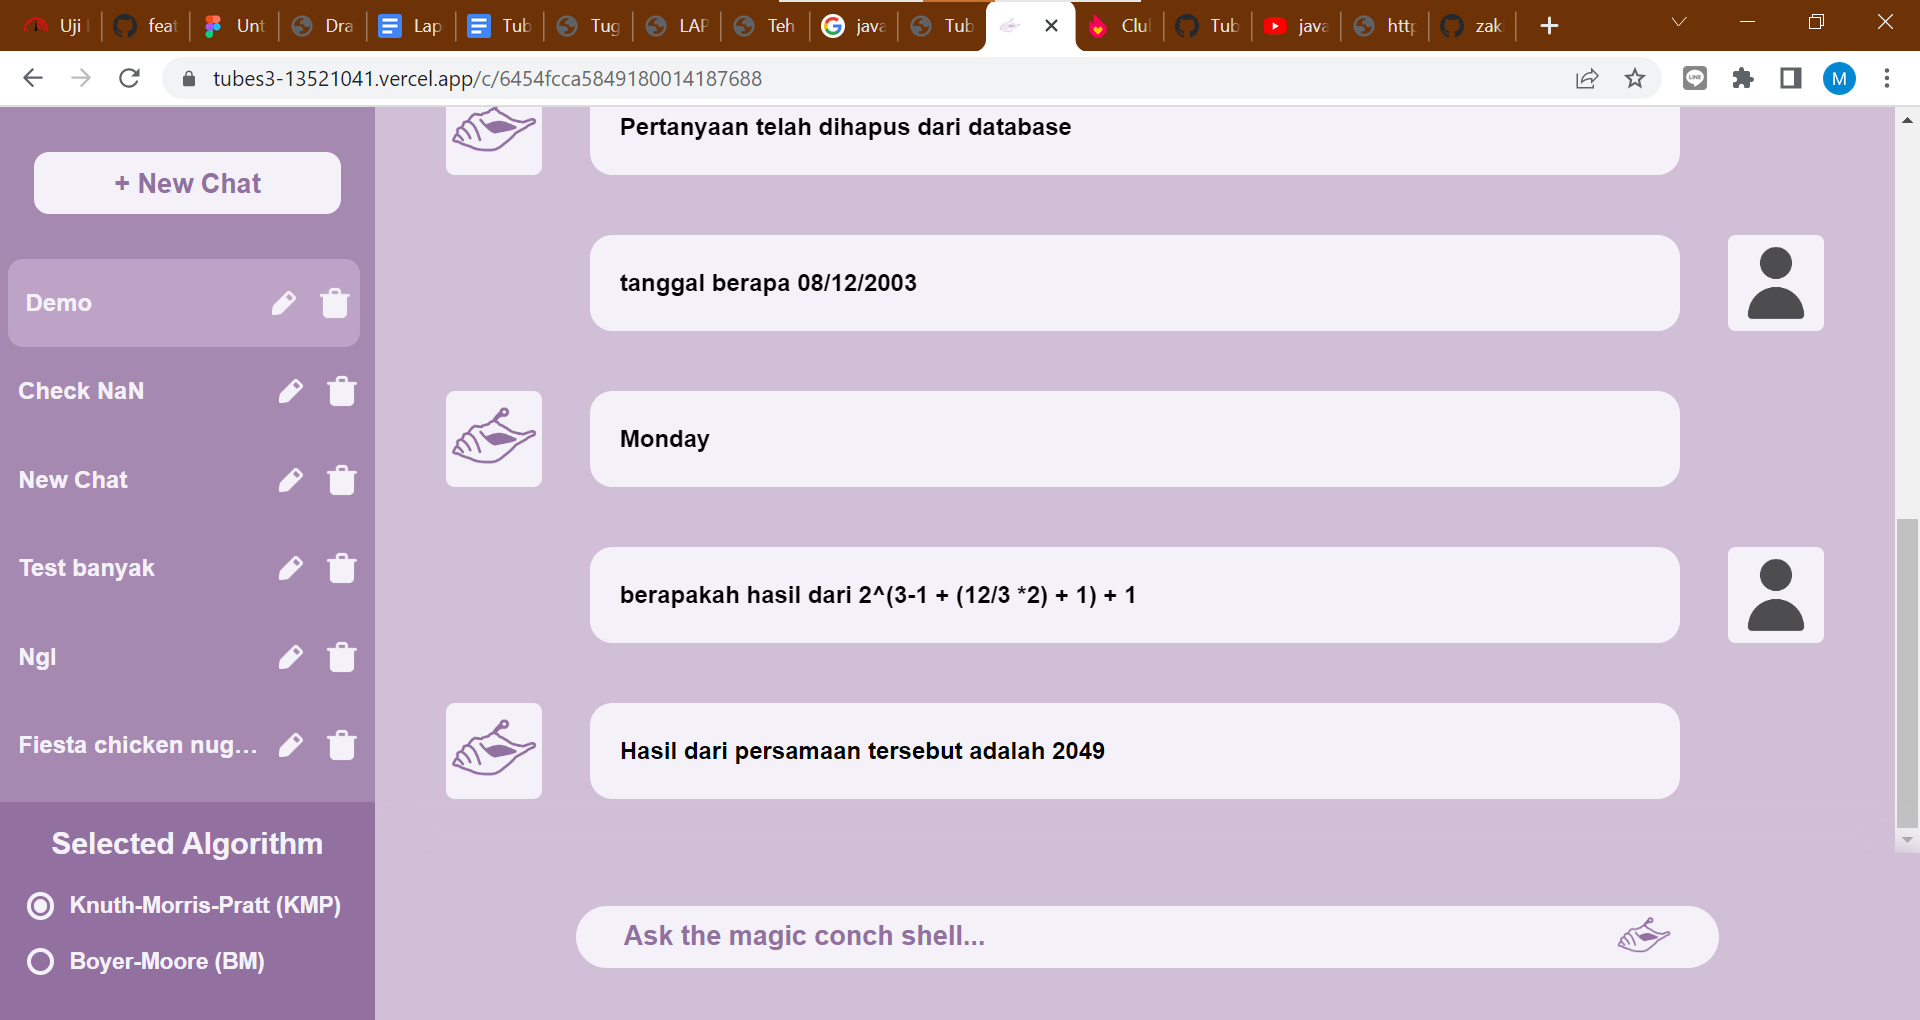 Uji
feat
Unt
Dra
Lap
Tub
Tug
LAP
Teh
java
Tub
Clul
Tub
java
http
zak
tubes3-13521041.vercel.app/c/6454fcca5849180014187688
M
+ New Chat
Demo
Check NaN
New Chat
Test banyak
Ngl
Fiesta chicken nug...
Selected Algorithm
Knuth-Morris-Pratt (KMP)
Boyer-Moore (BM)
Pertanyaan telah dihapus dari database
tanggal berapa 08/12/2003
Monday
berapakah hasil dari 2^(3-1 + (12/3 *2) + 1) + 1
Hasil dari persamaan tersebut adalah 2049
Ask the magic conch shell...